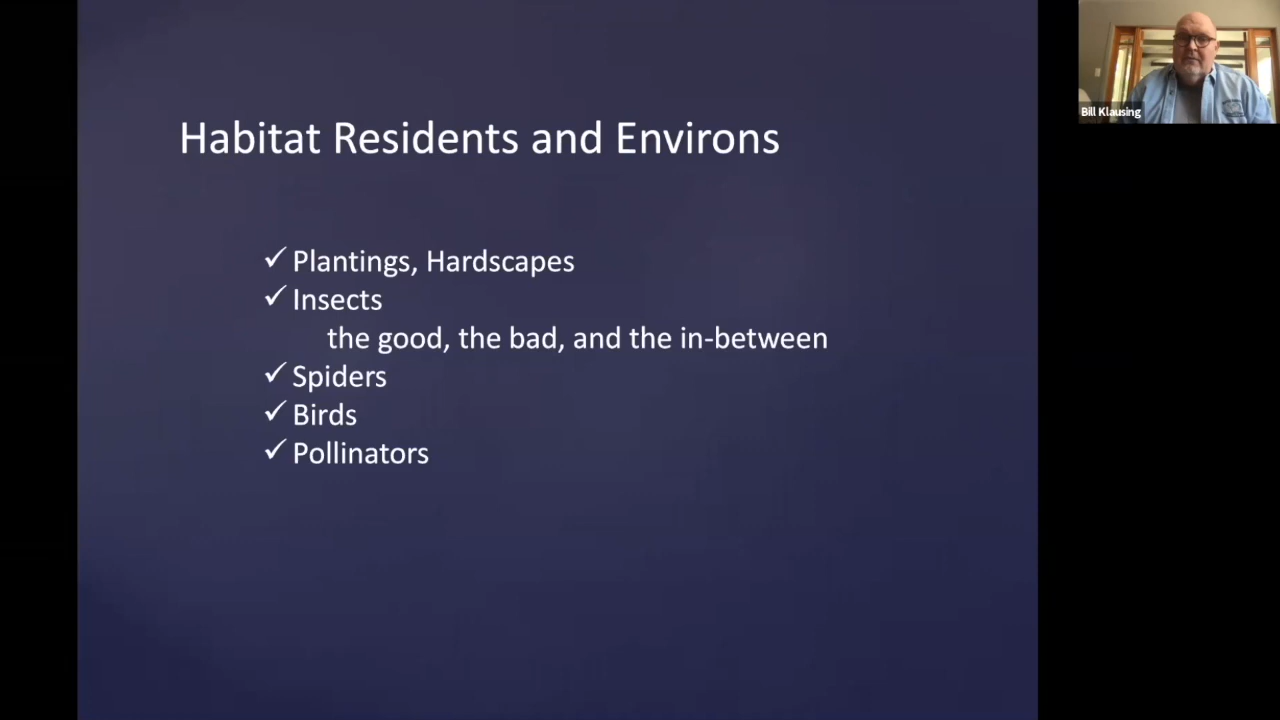 Habitat Residents and Environs
✓ Plantings, Hardscapes
✓ Insects
the good, the bad, and the in-between
✓ Spiders
✓ Birds
✓ Pollinators
Bill Klausing